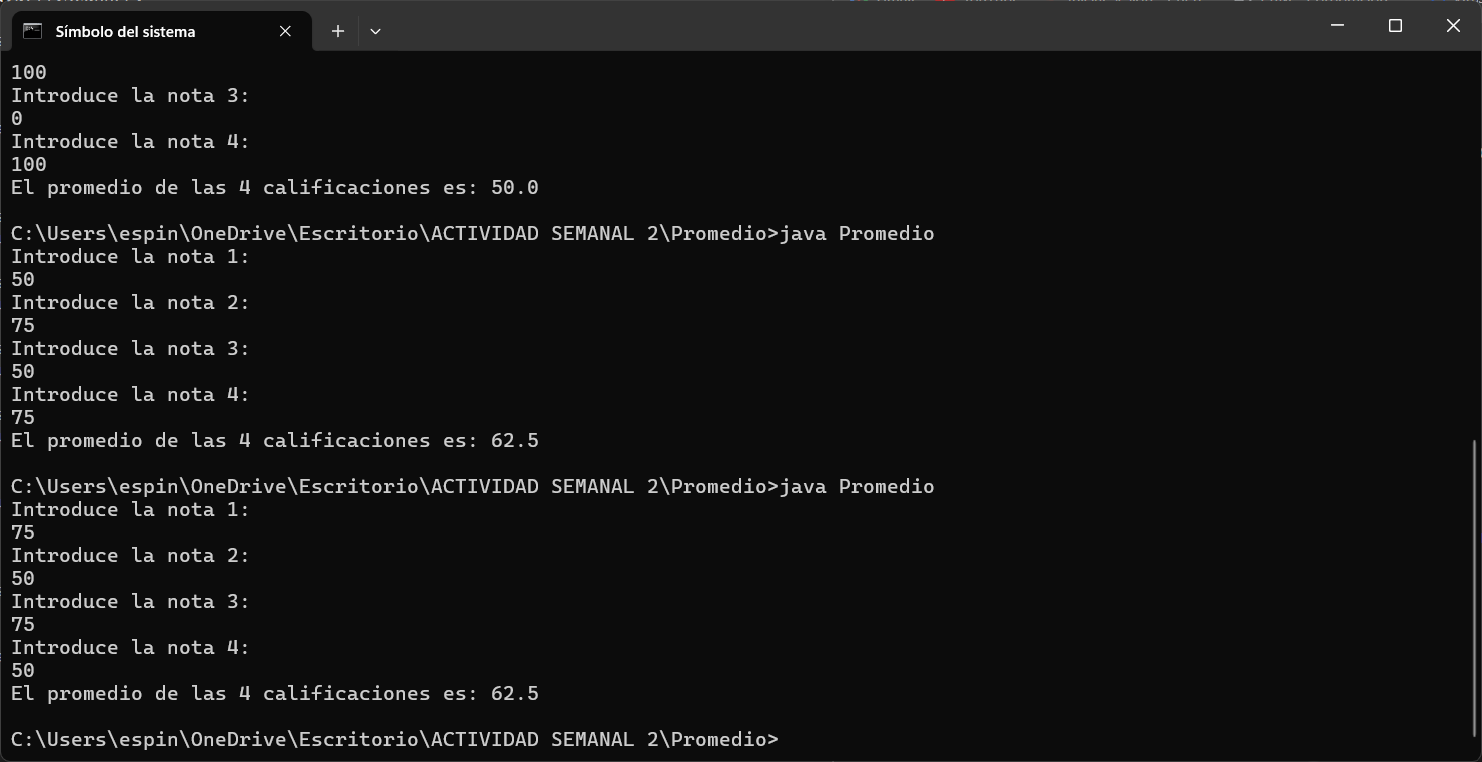 Símbolo del sistema
100
Introduce la nota 3:
0
Introduce la nota 4:
100
El promedio de las 4 calificaciones es: 50.0
C:\Users\espin\OneDrive\Escritorio\ACTIVIDAD SEMANAL 2\Promedio>java Promedio
Introduce la nota 1:
50
Introduce la nota 2:
75
Introduce la nota 3:
50
Introduce la nota 4:
75
El promedio de las 4 calificaciones es: 62.5
C:\Users\espin\OneDrive\Escritorio\ACTIVIDAD SEMANAL 2\Promedio>java Promedio
Introduce la nota 1:
75
Introduce la nota 2:
50
Introduce la nota 3:
75
Introduce la nota 4:
50
El promedio de las 4 calificaciones es: 62.5
C:\Users\espin\OneDrive\Escritorio\ACTIVIDAD SEMANAL 2\Promedio>